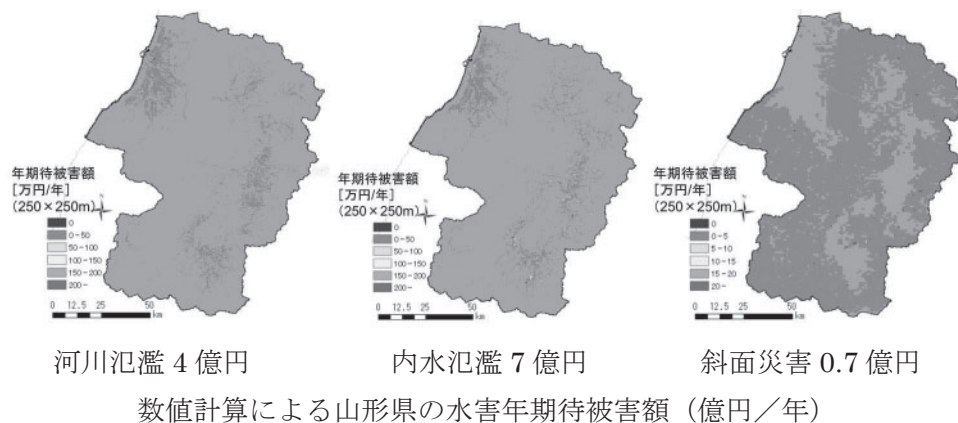 年期待被害額
[万円/年]
(250×250m)
0
0-50
50-100
100-150
150-200
200-
0 12.5 25 50
km
年期待被害額
[万円/年]
(250×250m)
0
0-50
50-100
100-150
150-200
200-
0 12.5 25 50
km
年期待被害額
[万円/年]
(250×250m)
0
0-5
5-10
10-15
15-20
20-
0 12.5 25 50
km
河川氾濫 4 億円
内水氾濫 7 億円
斜面災害 0.7 億円
数値計算による山形県の水害年期待被害額（億円／年）